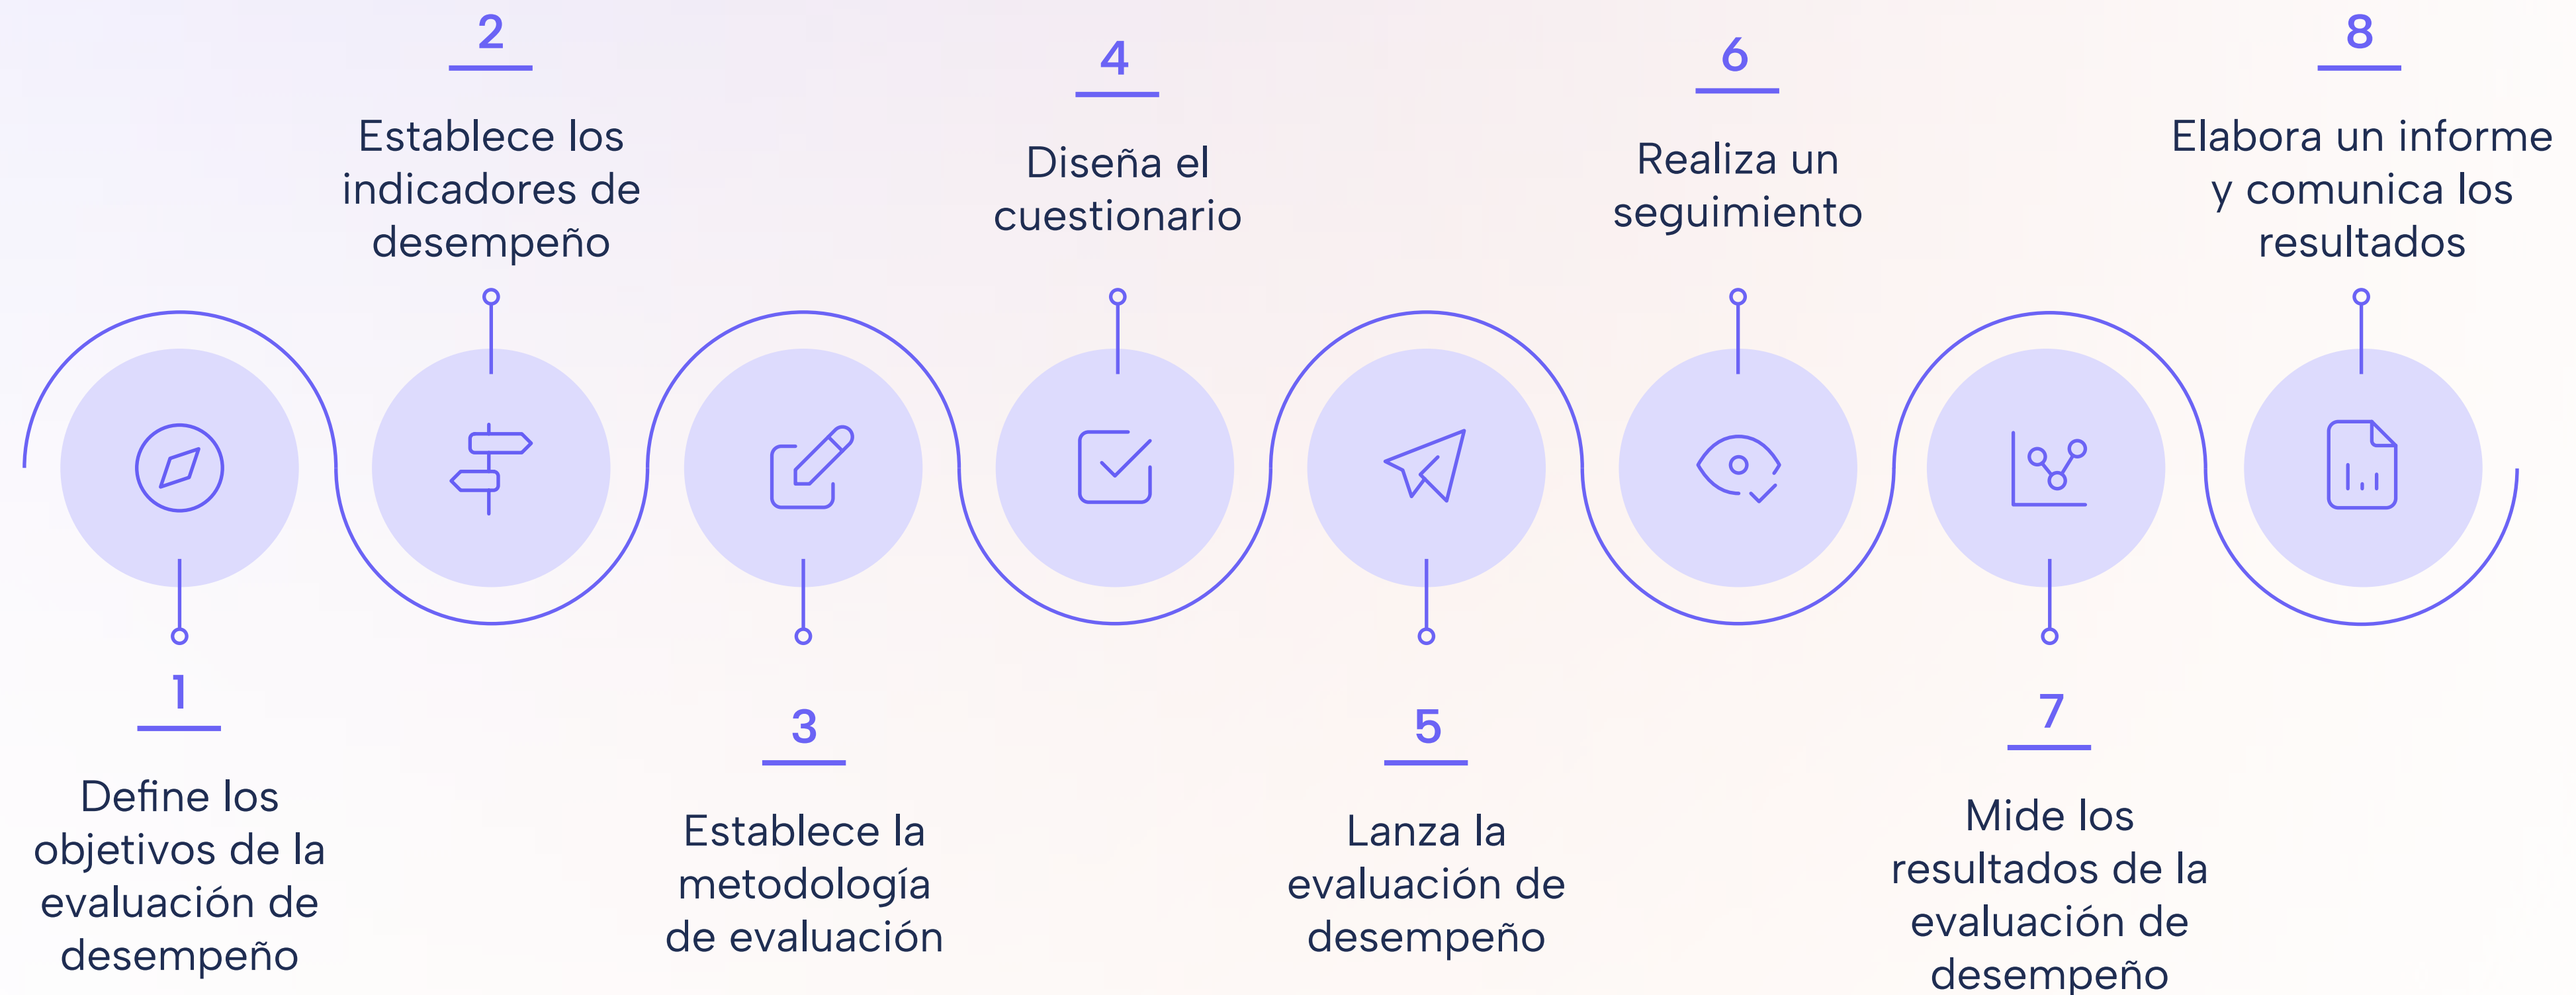 1
Define los
objetivos de la
evaluación de
desempeño
2
Establece los
indicadores de
desempeño
3
Establece la
metodología
de evaluación
4
Diseña el
cuestionario
5
Lanza la
evaluación de
desempeño
6
Realiza un
seguimiento
7
Mide los
resultados de la
evaluación de
desempeño
8
Elabora un informe
y comunica los
resultados